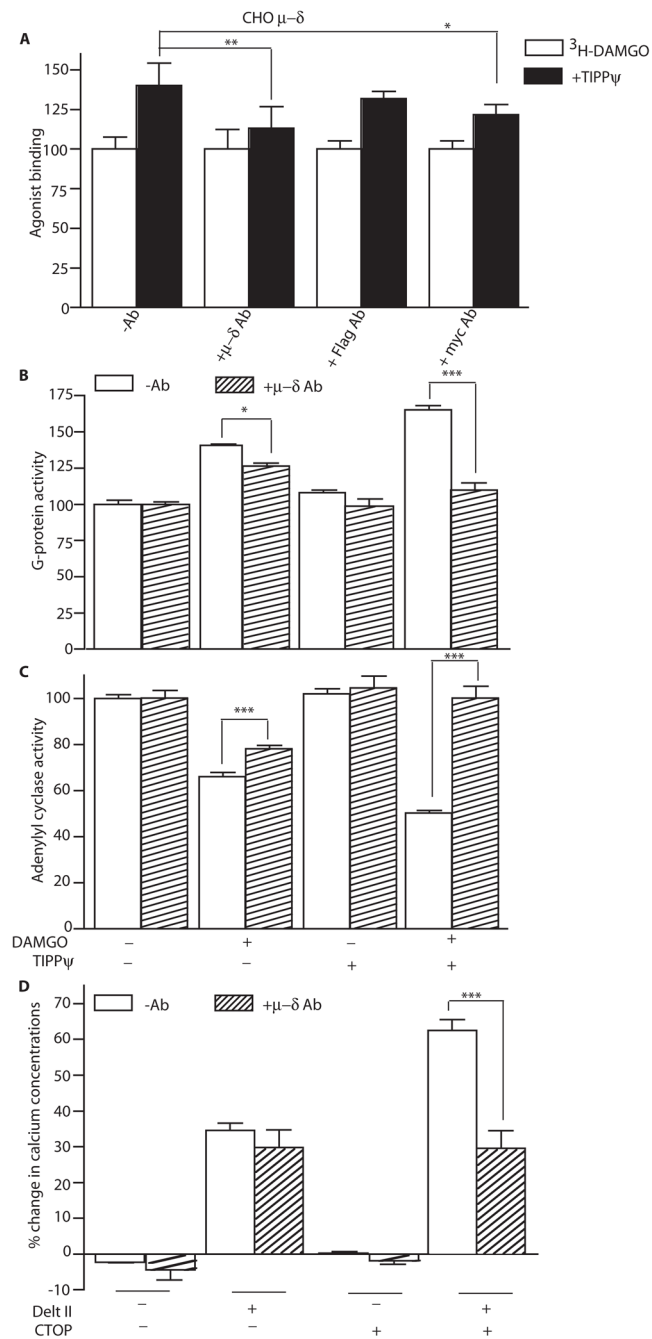 A
CHO μ–δ
*
**
³H-DAMGO
+TIPPψ
Agonist binding
150
125
100
75
50
25
0
-Ab
+μ–δ Ab
+ Flag Ab
+ myc Ab
B
-Ab
+μ–δ Ab
G-protein activity
175
150
125
100
75
50
25
0
*
***
C
Adenylyl cyclase activity
100
80
60
40
20
0
***
***
DAMGO – + – +
TIPPψ – – + +
D
-Ab
+μ–δ Ab
% change in calcium concentrations
70
60
50
40
30
20
10
0
-10
***
Delt II – + – +
CTOP – – + +